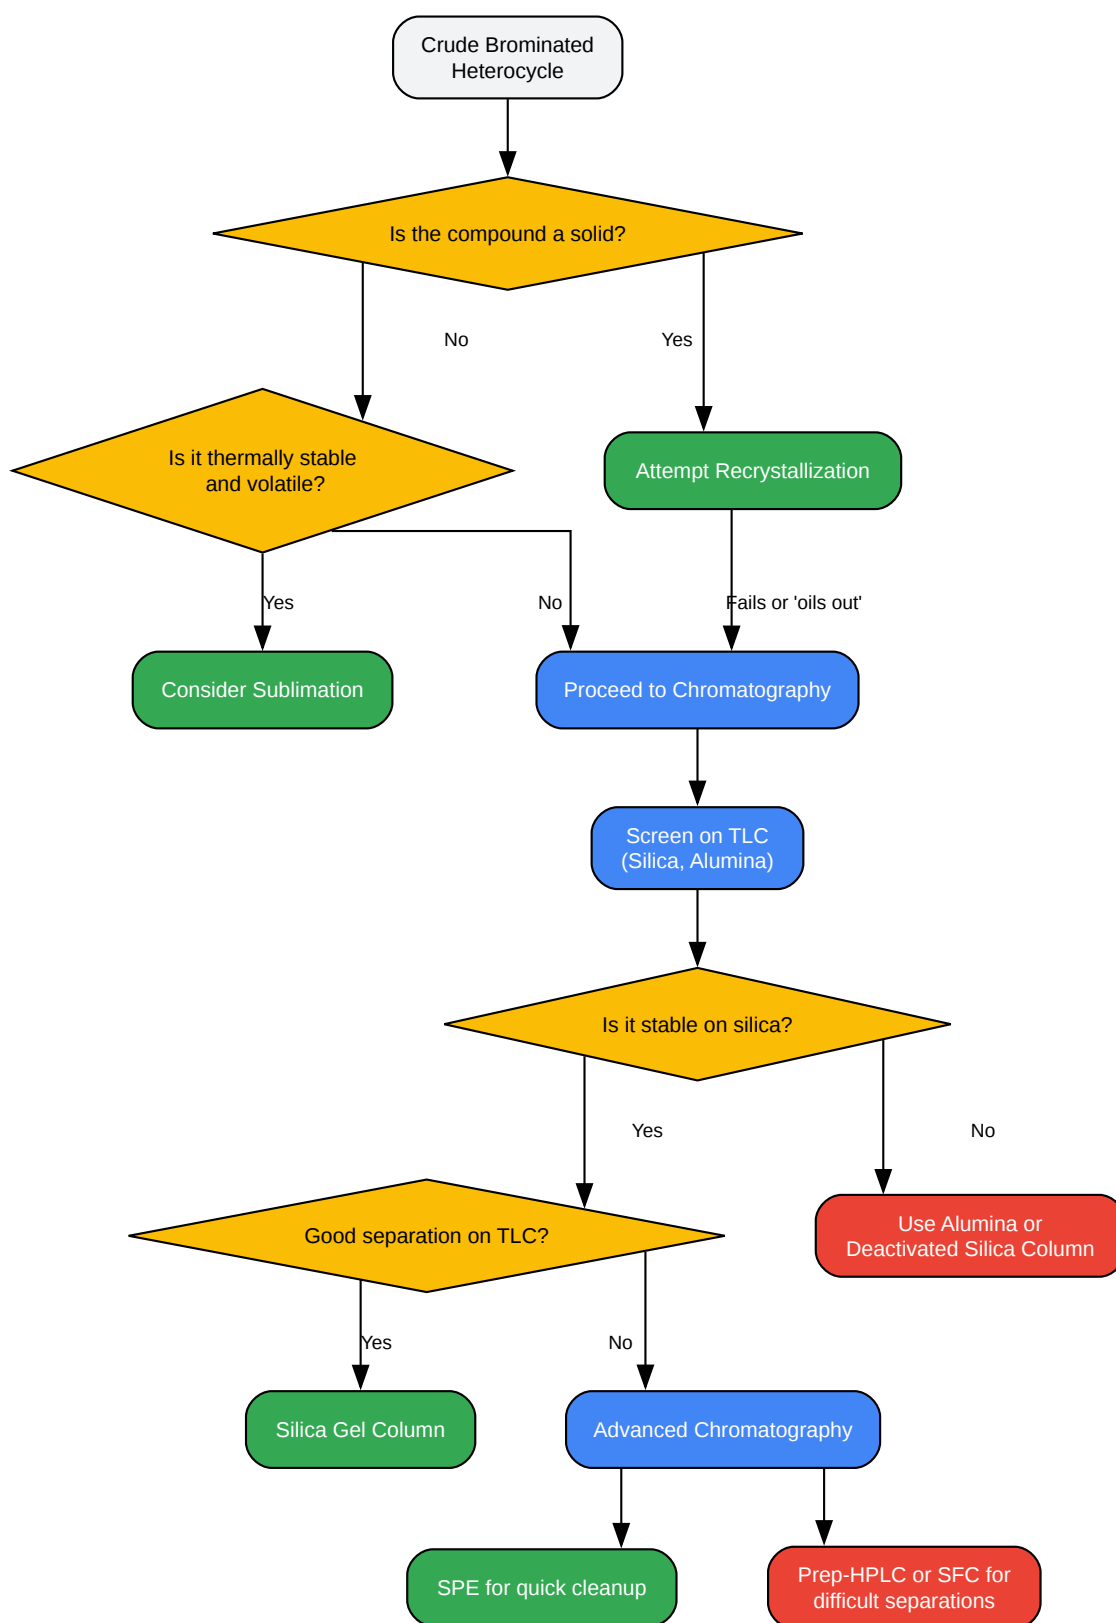 Crude Brominated
Heterocycle
Is the compound a solid?
No
Yes
Is it thermally stable
and volatile?
Attempt Recrystallization
Yes
No
Fails or 'oils out'
Consider Sublimation
Proceed to Chromatography
Screen on TLC
(Silica, Alumina)
Is it stable on silica?
Yes
No
Use Alumina or
Deactivated Silica Column
Good separation on TLC?
Yes
No
Silica Gel Column
Advanced Chromatography
SPE for quick cleanup
Prep-HPLC or SFC for
difficult separations